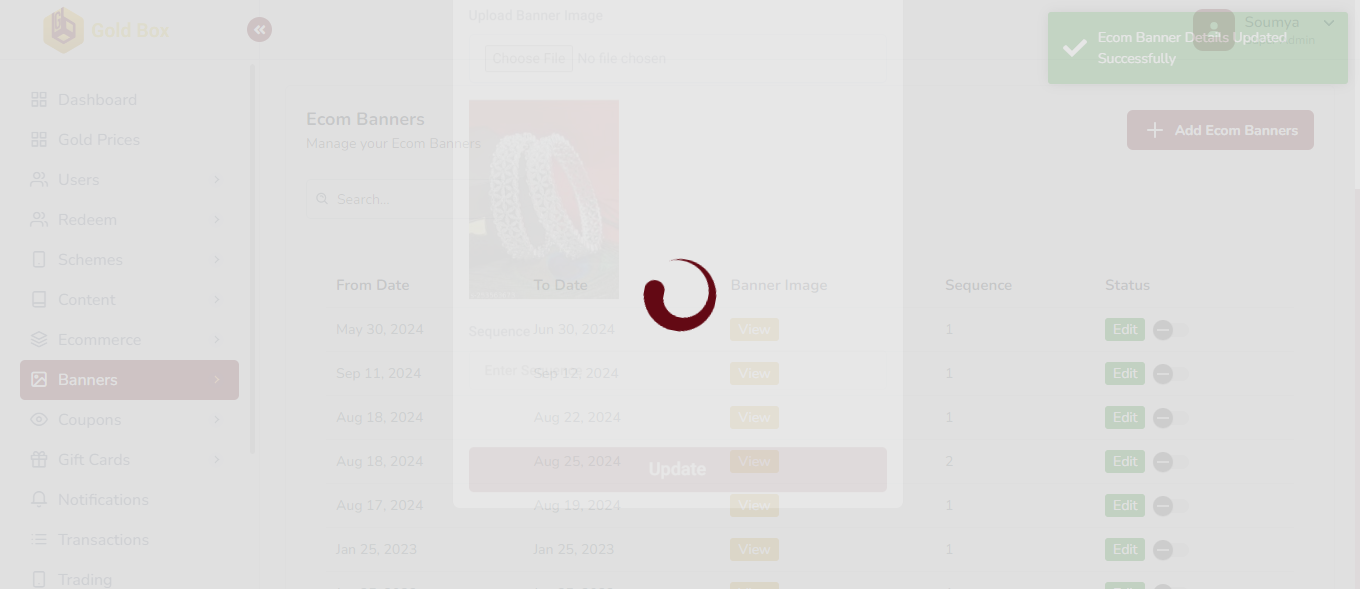 Gold Box
Upload Banner Image
Choose File No file chosen
Soumya
Ecom Banner Details Updated
Successfully
Dashboard
Gold Prices
Users
Redeem
Schemes
Content
Ecommerce
Banners
Coupons
Gift Cards
Notifications
Transactions
Trading
Ecom Banners
Manage your Ecom Banners
Add Ecom Banners
Search...
From Date To Date Banner Image Sequence Status
Sequence
May 30, 2024 Jun 30, 2024 View 1 Edit
Enter
Sep 11, 2024 Sep 12, 2024 View 1 Edit
Aug 18, 2024 Aug 22, 2024 View 1 Edit
Aug 18, 2024 Aug 25, 2024 View 2 Edit
Update
Aug 17, 2024 Aug 19, 2024 View 1 Edit
Jan 25, 2023 Jan 25, 2023 View 1 Edit